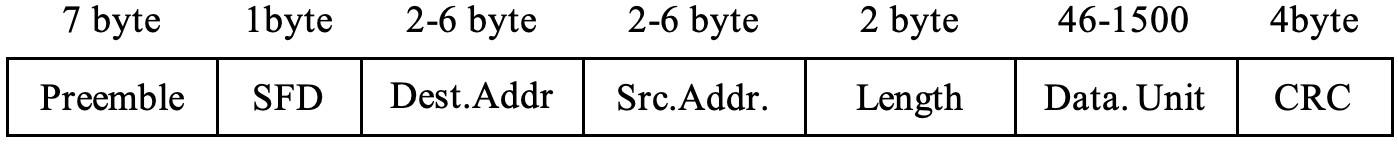 7 byte 1byte 2-6 byte 2-6 byte 2 byte 46-1500 4byte
Preemble SFD Dest.Addr Src.Addr. Length Data. Unit CRC